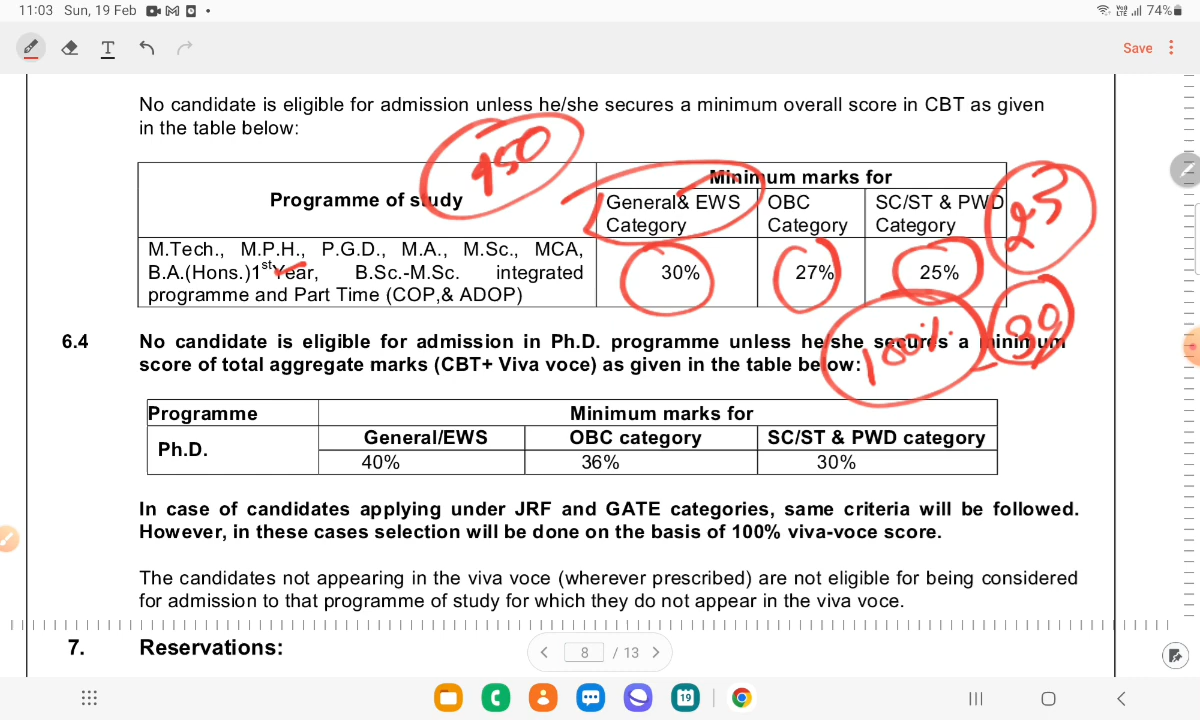 11:03 Sun, 19 Feb
74%
T
Save
No candidate is eligible for admission unless he/she secures a minimum overall score in CBT as given
in the table below:
Programme of study
Minimum marks for
General& EWS Category
OBC Category
SC/ST & PWD Category
M.Tech., M.P.H., P.G.D., M.A., M.Sc., MCA,
B.A.(Hons.)1st Year, B.Sc.-M.Sc. integrated
programme and Part Time (COP,& ADOP)
30%
27%
25%
100%
6.4 No candidate is eligible for admission in Ph.D. programme unless he/she secures a minimum
score of total aggregate marks (CBT+ Viva voce) as given in the table below:
Programme
Minimum marks for
Ph.D.
General/EWS
OBC category
SC/ST & PWD category
40%
36%
30%
In case of candidates applying under JRF and GATE categories, same criteria will be followed.
However, in these cases selection will be done on the basis of 100% viva-voce score.
The candidates not appearing in the viva voce (wherever prescribed) are not eligible for being considered
for admission to that programme of study for which they do not appear in the viva voce.
7. Reservations:
8 / 13
19